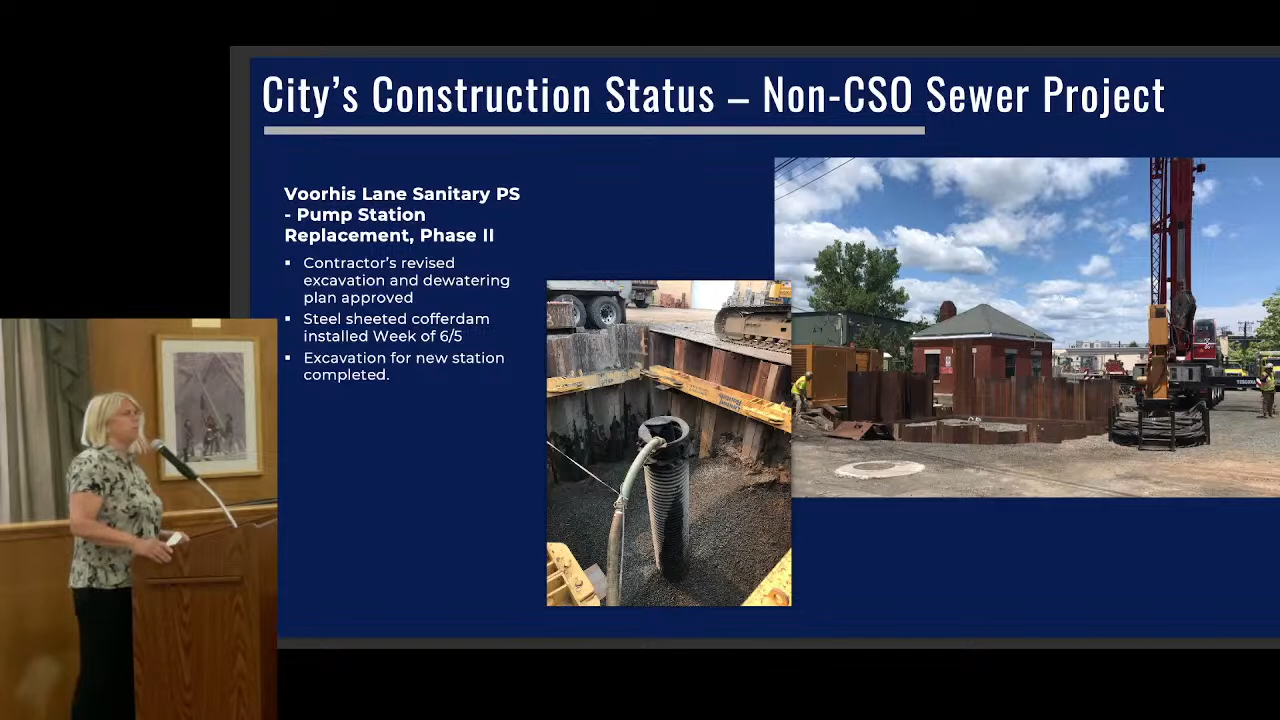 City’s Construction Status – Non-CSO Sewer Project
Voorhis Lane Sanitary PS
- Pump Station
Replacement, Phase II
▪ Contractor’s revised
excavation and dewatering
plan approved
▪ Steel sheeted cofferdam
installed Week of 6/5
▪ Excavation for new station
completed.